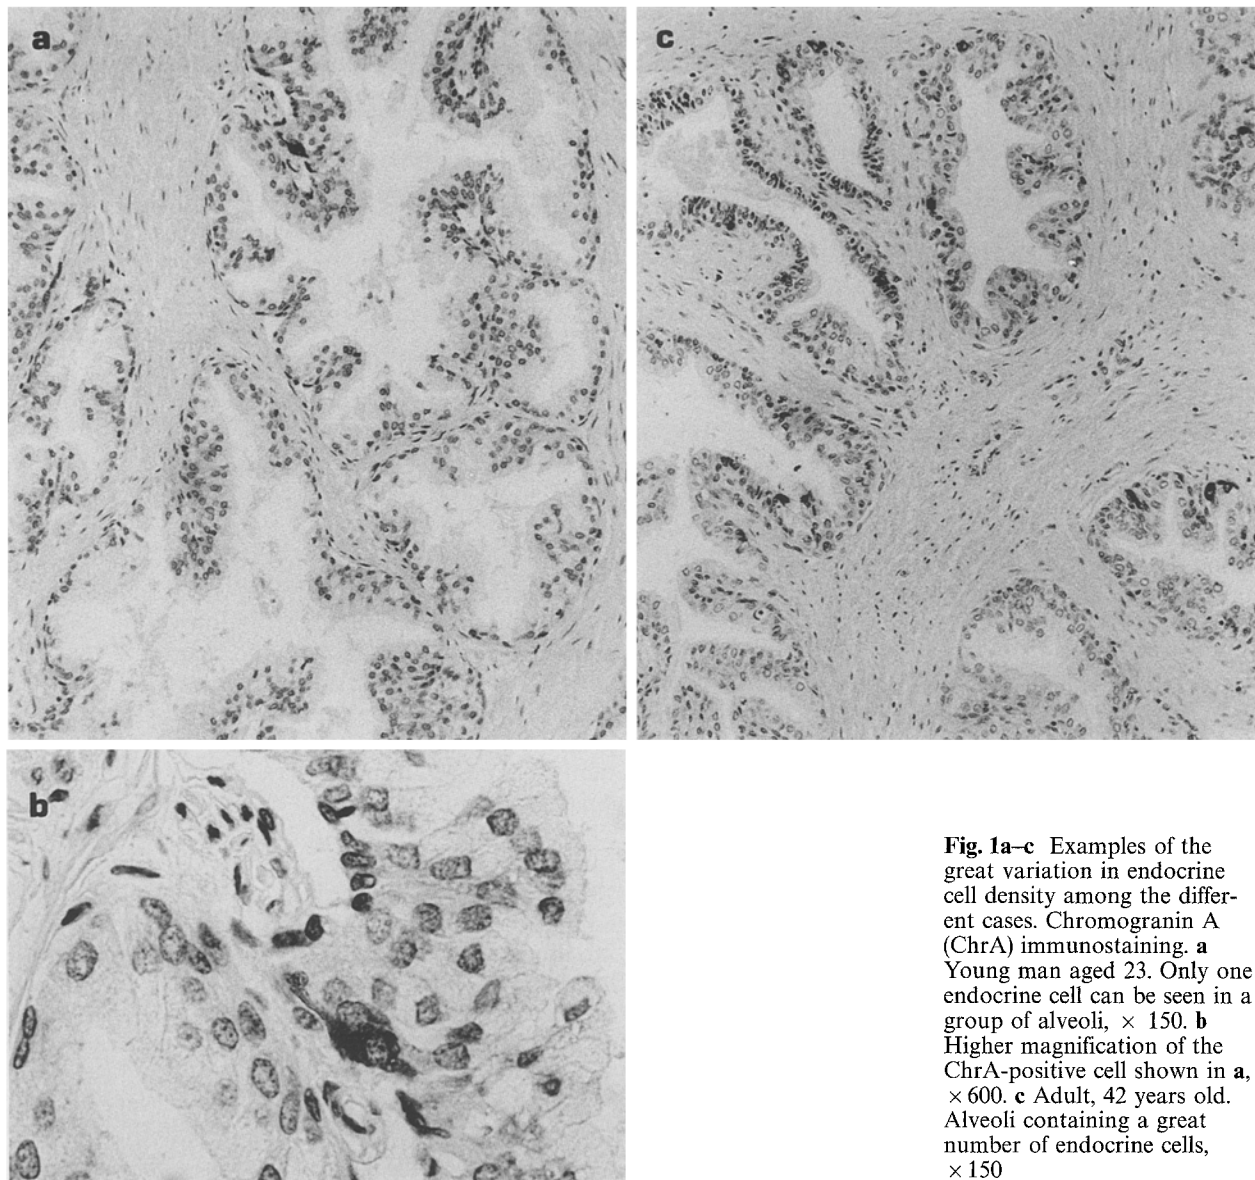 a
c
b
Fig. 1a–c Examples of the
great variation in endocrine
cell density among the differ-
ent cases. Chromogranin A
(ChrA) immunostaining. a
Young man aged 23. Only one
endocrine cell can be seen in a
group of alveoli, × 150. b
Higher magnification of the
ChrA-positive cell shown in a,
× 600. c Adult, 42 years old.
Alveoli containing a great
number of endocrine cells,
× 150